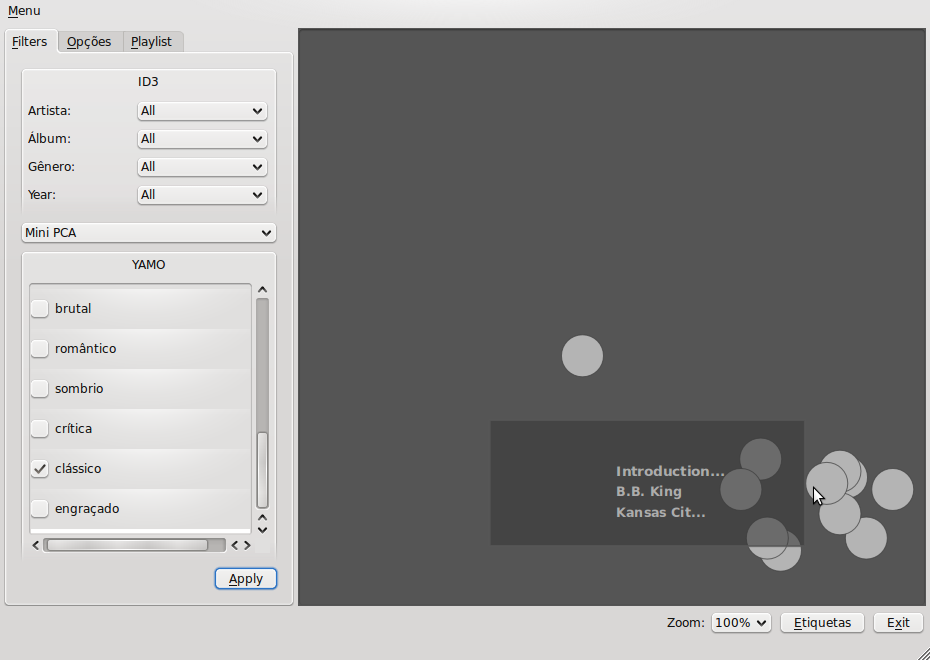 Menu
Filters Opções Playlist
ID3
Artista: All
Álbum: All
Gênero: All
Year: All
Mini PCA
YAMO
brutal
romântico
sombrio
crítica
clássico
engraçado
Apply
Introduction...
B.B. King
Kansas Cit...
Zoom: 100% Etiquetas Exit